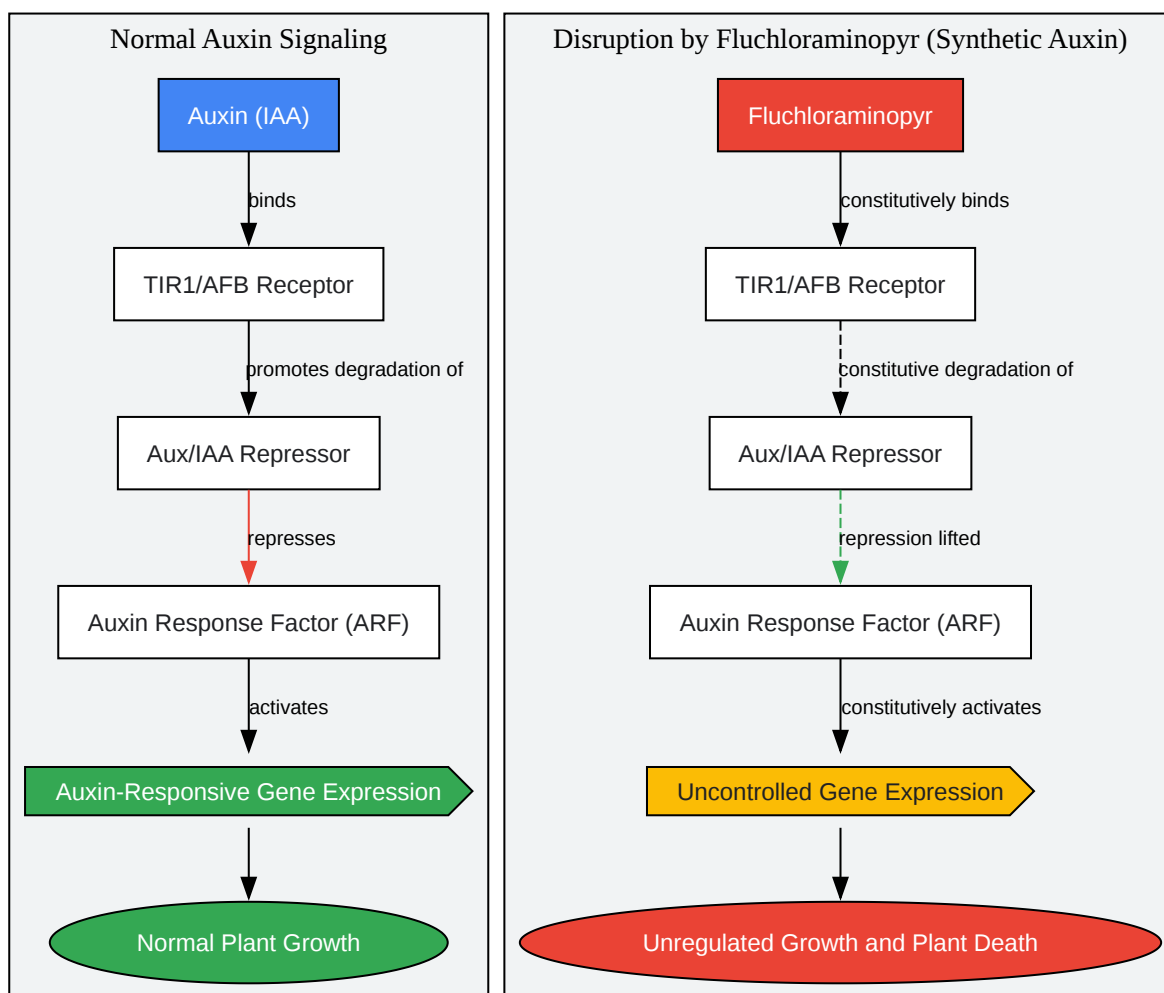 Normal Auxin Signaling
Auxin (IAA)
binds
TIR1/AFB Receptor
promotes degradation of
Aux/IAA Repressor
represses
Auxin Response Factor (ARF)
activates
Auxin-Responsive Gene Expression
Normal Plant Growth
Disruption by Fluchloraminopyr (Synthetic Auxin)
Fluchloraminopyr
constitutively binds
TIR1/AFB Receptor
constitutive degradation of
Aux/IAA Repressor
repression lifted
Auxin Response Factor (ARF)
constitutively activates
Uncontrolled Gene Expression
Unregulated Growth and Plant Death